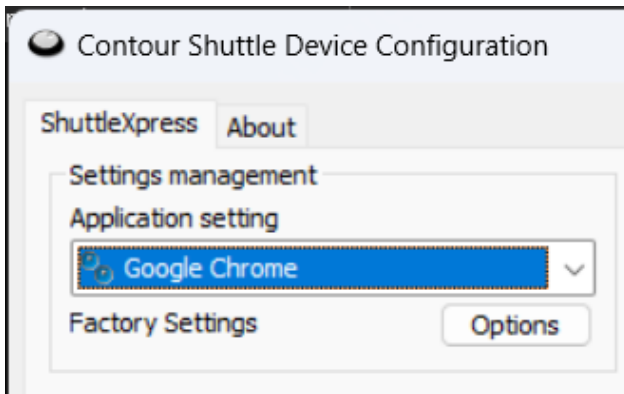 Contour Shuttle Device Configuration
ShuttleXpress About
Settings management
Application setting
Google Chrome
Factory Settings Options